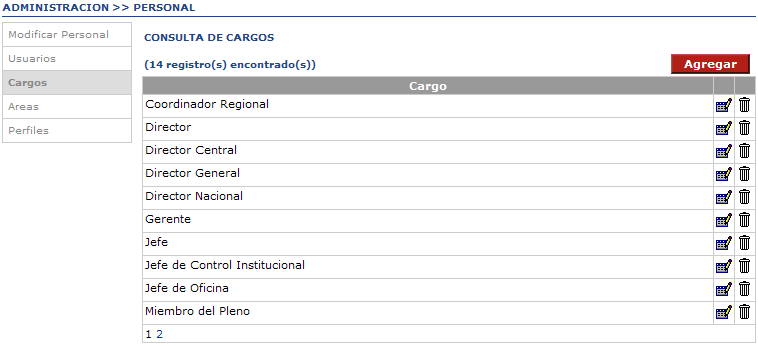 ADMINISTRACION >> PERSONAL
Modificar Personal
Usuarios
Cargos
Areas
Perfiles
CONSULTA DE CARGOS
(14 registro(s) encontrado(s))
Agregar
Cargo
Coordinador Regional
Director
Director Central
Director General
Director Nacional
Gerente
Jefe
Jefe de Control Institucional
Jefe de Oficina
Miembro del Pleno
1 2